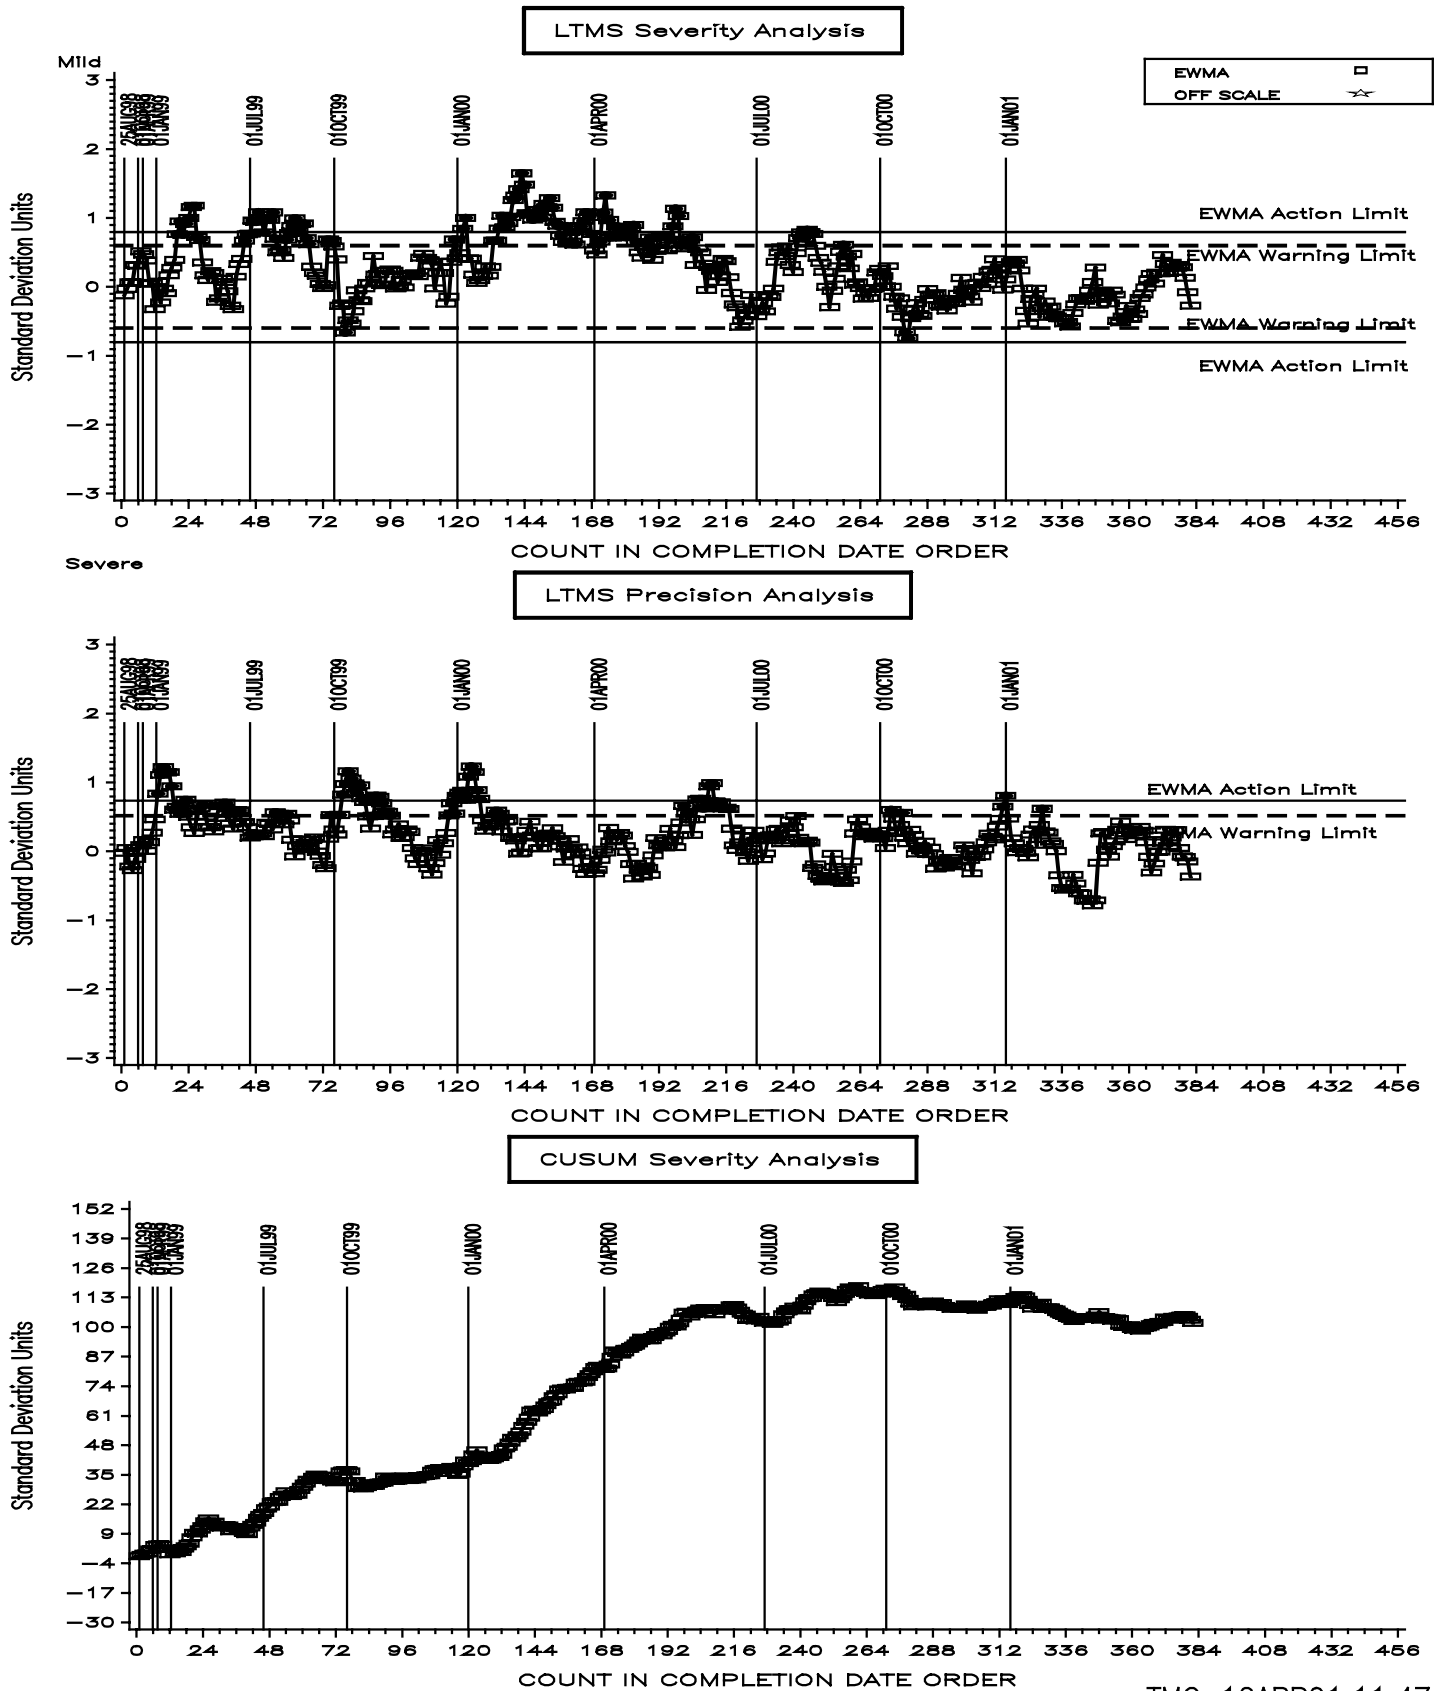 LTMS Severity Analysis
Mild
EWMA
OFF SCALE
25AUG98
01JAN99
01JUL99
01OCT99
01JAN00
01APR00
01JUL00
01OCT00
01JAN01
3
2
1
0
−1
−2
−3
Standard Deviation Units
EWMA Action Limit
EWMA Warning Limit
EWMA Warning Limit
EWMA Action Limit
0 24 48 72 96 120 144 168 192 216 240 264 288 312 336 360 384 408 432 456
COUNT IN COMPLETION DATE ORDER
Severe
LTMS Precision Analysis
25AUG98
01JAN99
01JUL99
01OCT99
01JAN00
01APR00
01JUL00
01OCT00
01JAN01
3
2
1
0
−1
−2
−3
Standard Deviation Units
EWMA Action Limit
MA Warning Limit
0 24 48 72 96 120 144 168 192 216 240 264 288 312 336 360 384 408 432 456
COUNT IN COMPLETION DATE ORDER
CUSUM Severity Analysis
25AUG98
01JAN99
01JUL99
01OCT99
01JAN00
01APR00
01JUL00
01OCT00
01JAN01
152
139
126
113
100
87
74
61
48
35
22
9
−4
−17
−30
Standard Deviation Units
0 24 48 72 96 120 144 168 192 216 240 264 288 312 336 360 384 408 432 456
COUNT IN COMPLETION DATE ORDER